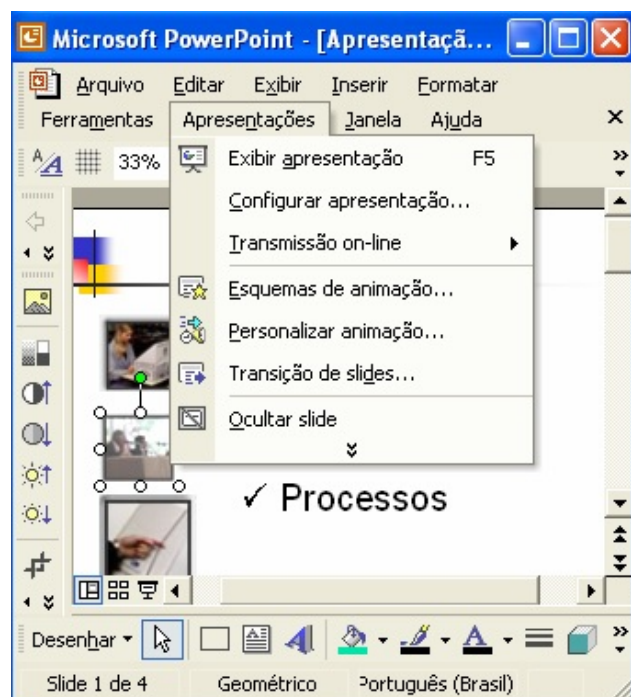 Microsoft PowerPoint - [Apresentaçã...
Arquivo Editar Exibir Inserir Formatar
Ferramentas Apresentações Janela Ajuda
33%
Exibir apresentação F5
Configurar apresentação...
Transmissão on-line
Esquemas de animação...
Personalizar animação...
Transição de slides...
Ocultar slide
✓ Processos
Desenhar
Slide 1 de 4 Geométrico Português (Brasil)